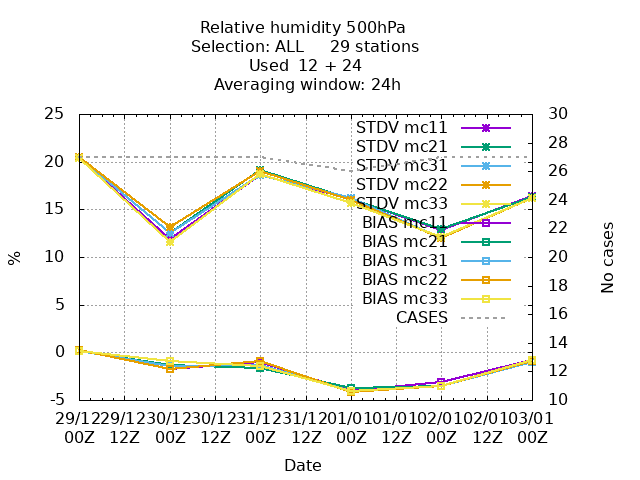 Relative humidity 500hPa
Selection: ALL 29 stations
Used 12 + 24
Averaging window: 24h
25
20
15
10
5
0
-5
%
30
28
26
24
22
20
18
16
14
12
10
No cases
STDV mc11
STDV mc21
STDV mc31
STDV mc22
STDV mc33
BIAS mc11
BIAS mc21
BIAS mc31
BIAS mc22
BIAS mc33
CASES
29/12 29/12 30/12 30/12 31/12 31/12 01/01 01/01 02/01 02/01 03/01
00Z 12Z 00Z 12Z 00Z 12Z 00Z 12Z 00Z 12Z 00Z
Date